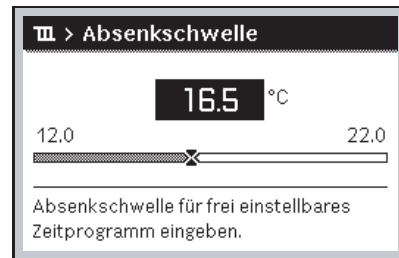 > Absenkschwelle
16.5 °C
12.0 22.0
Absenkschwelle für frei einstellbares
Zeitprogramm eingeben.